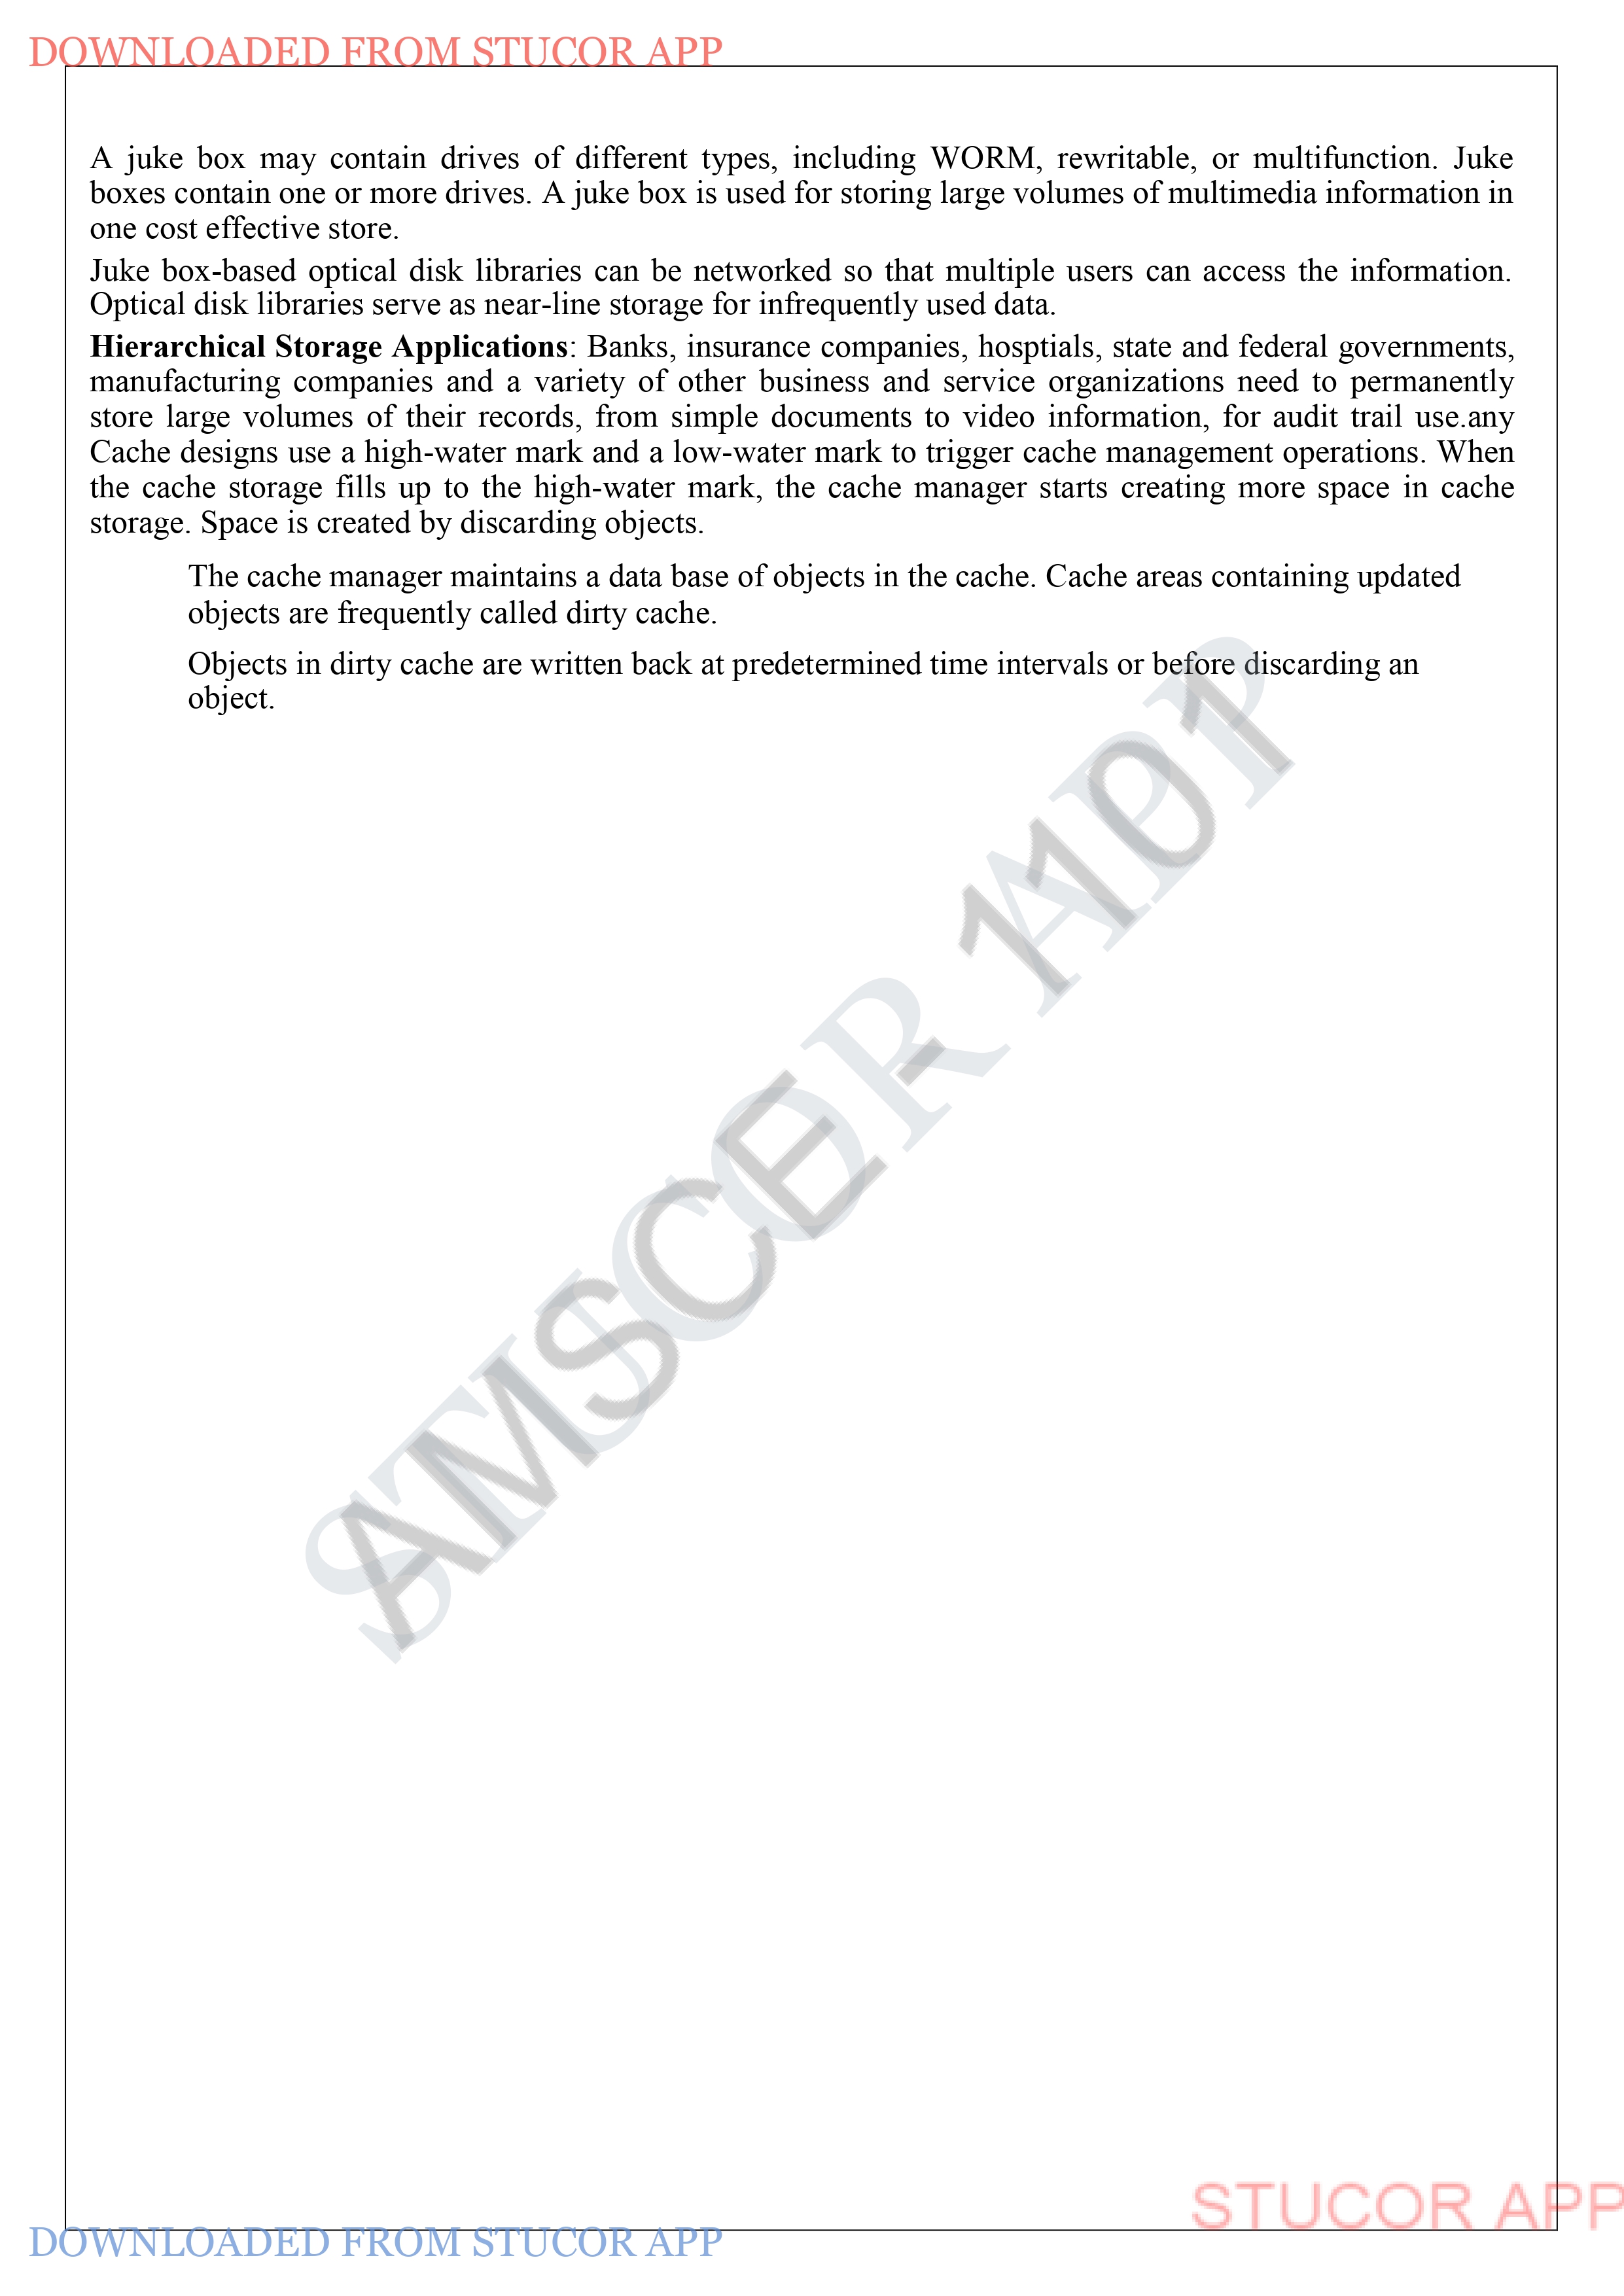 DOWNLOADED FROM STUCOR APP
A juke box may contain drives of different types, including WORM, rewritable, or multifunction. Juke
boxes contain one or more drives. A juke box is used for storing large volumes of multimedia information in
one cost effective store.
Juke box-based optical disk libraries can be networked so that multiple users can access the information.
Optical disk libraries serve as near-line storage for infrequently used data.
Hierarchical Storage Applications: Banks, insurance companies, hosptials, state and federal governments,
manufacturing companies and a variety of other business and service organizations need to permanently
store large volumes of their records, from simple documents to video information, for audit trail use.any
Cache designs use a high-water mark and a low-water mark to trigger cache management operations. When
the cache storage fills up to the high-water mark, the cache manager starts creating more space in cache
storage. Space is created by discarding objects.
The cache manager maintains a data base of objects in the cache. Cache areas containing updated
objects are frequently called dirty cache.
Objects in dirty cache are written back at predetermined time intervals or before discarding an
object.
STUCOR APP
AMSCE - 1101
STUCOR APP
DOWNLOADED FROM STUCOR APP